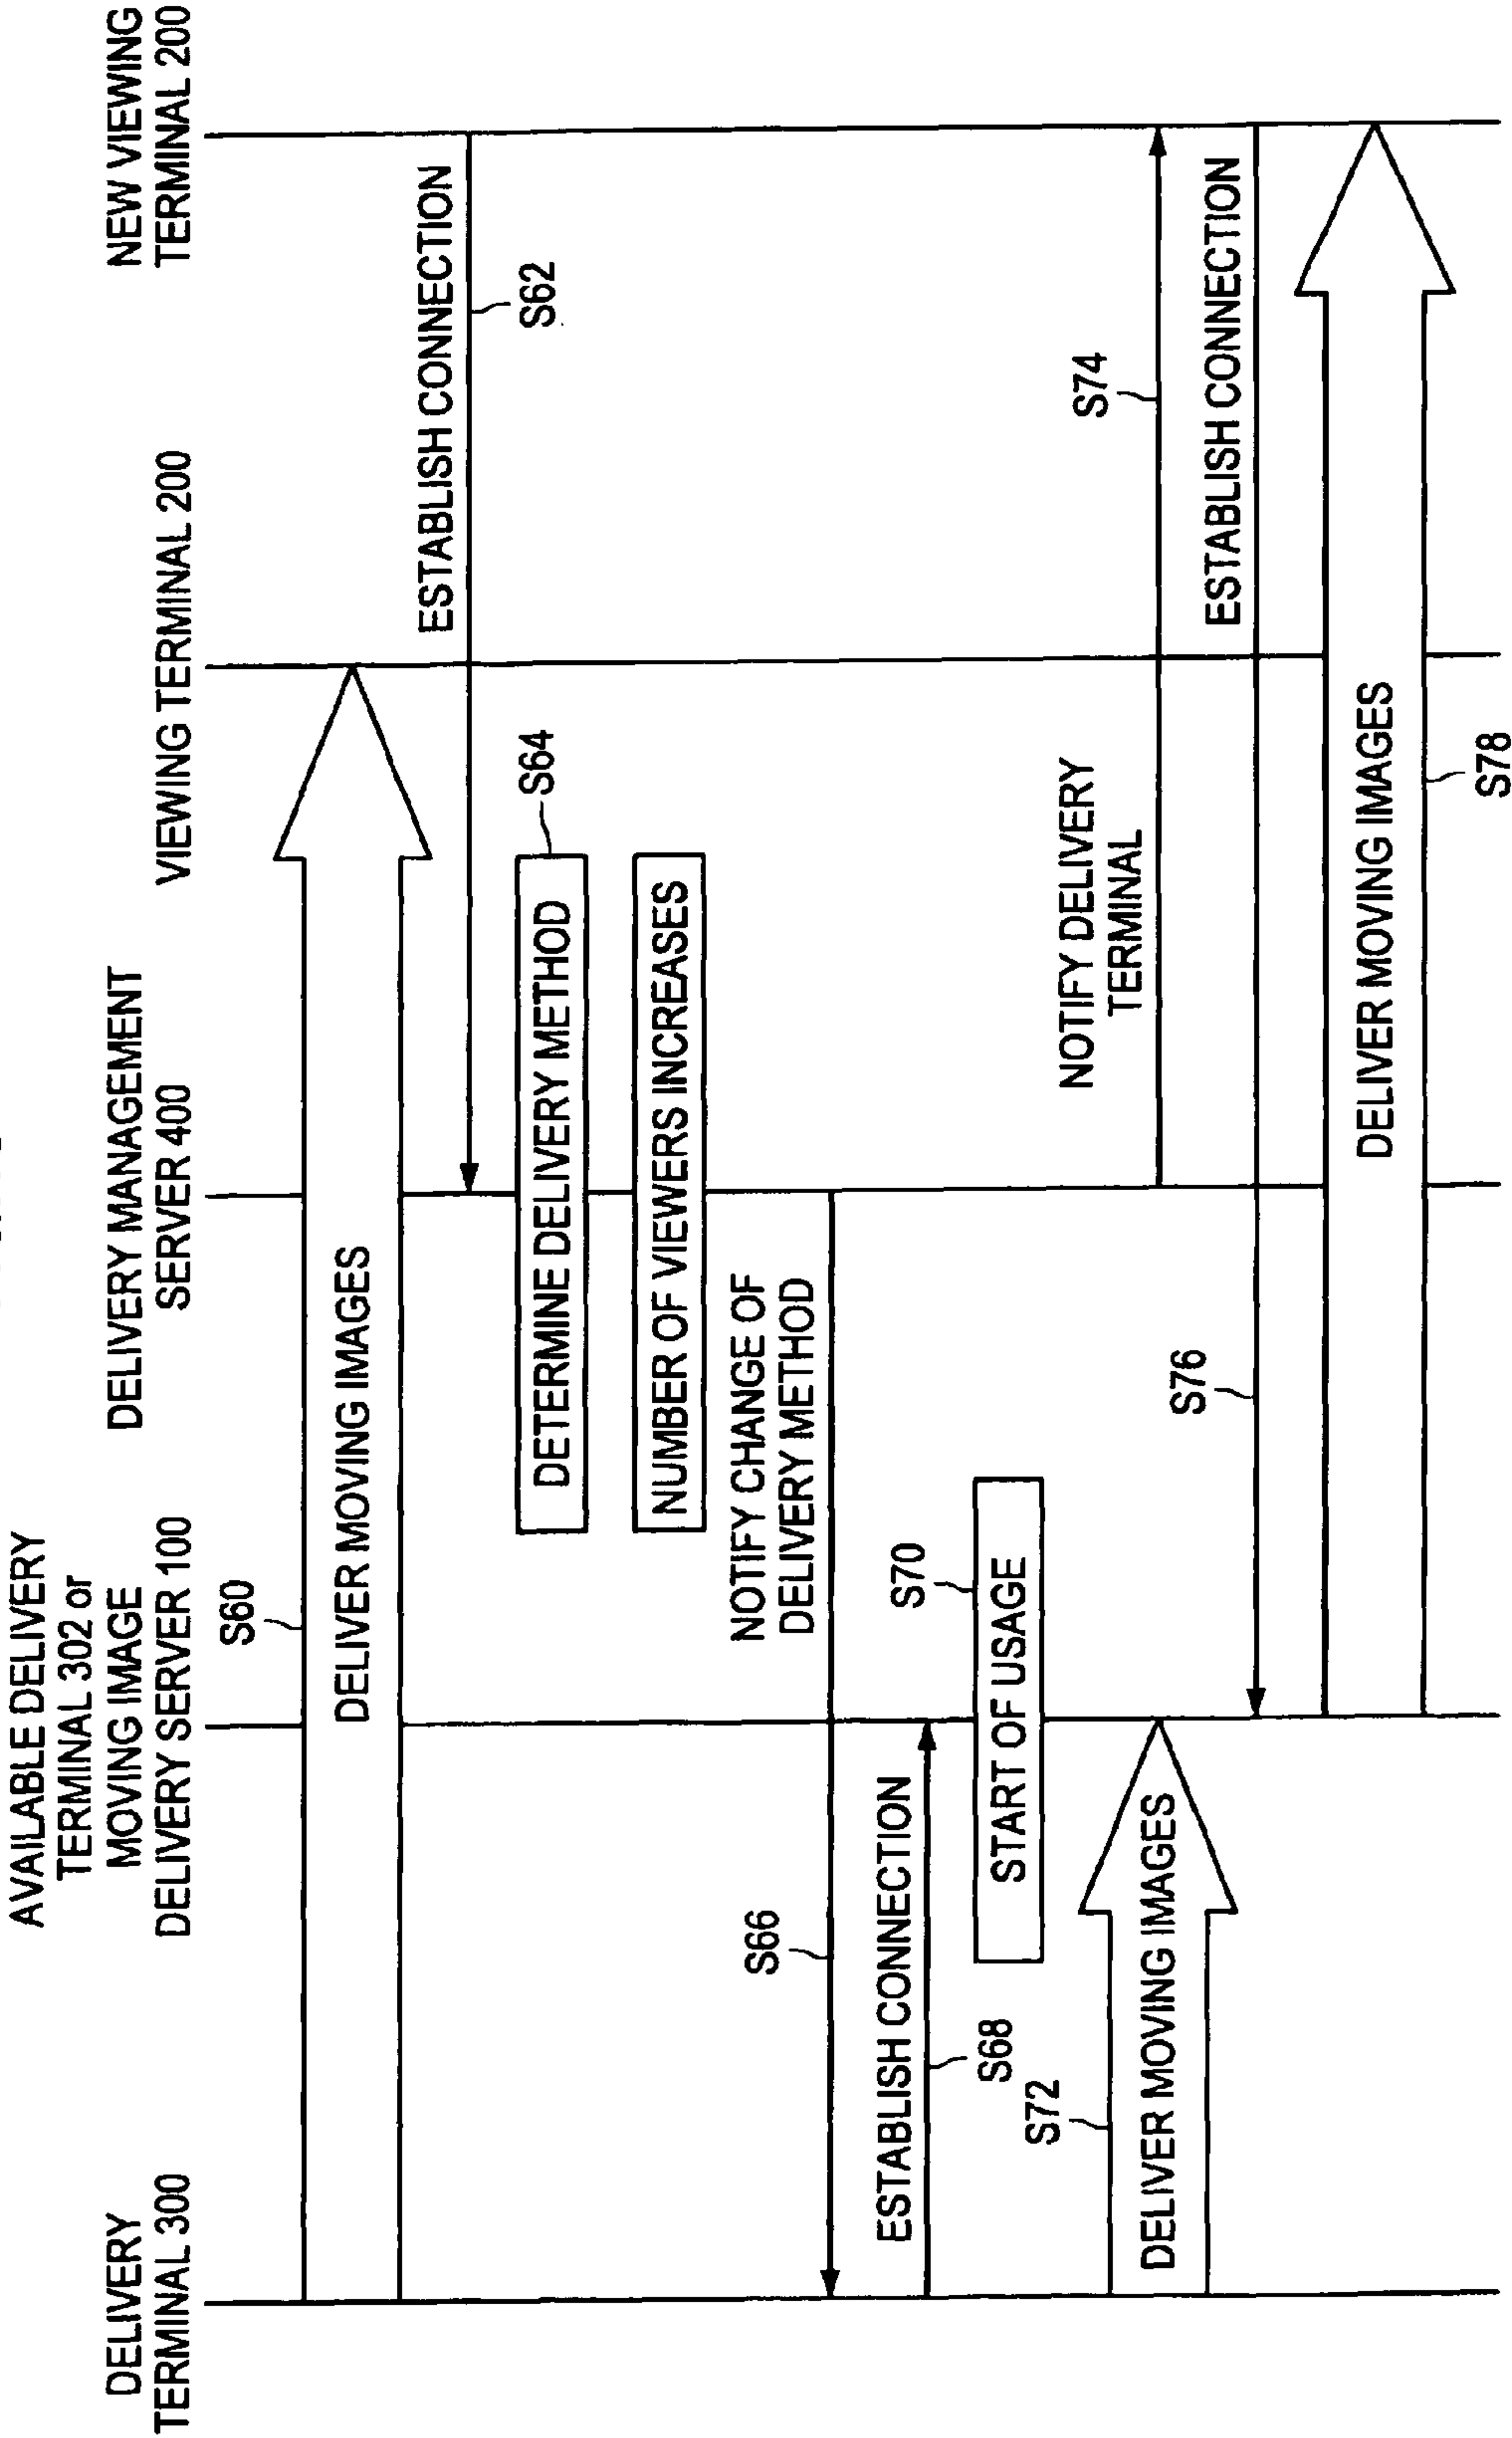 DELIVERY
TERMINAL 300
AVAILABLE DELIVERY
TERMINAL 302 or
MOVING IMAGE
DELIVERY SERVER 100
DELIVERY MANAGEMENT
SERVER 400
VIEWING TERMINAL 200
NEW VIEWING
TERMINAL 200
S60
DELIVER MOVING IMAGES
ESTABLISH CONNECTION
S62
DETERMINE DELIVERY METHOD
S64
NUMBER OF VIEWERS INCREASES
NOTIFY CHANGE OF
DELIVERY METHOD
S66
ESTABLISH CONNECTION
S68
S70
START OF USAGE
S72
DELIVER MOVING IMAGES
NOTIFY DELIVERY
TERMINAL
S74
ESTABLISH CONNECTION
S76
DELIVER MOVING IMAGES
S78